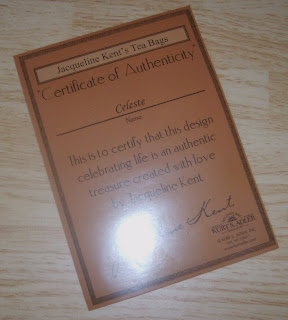 Jacqueline Kent's Tea Bags
"Certificate of Authenticity"
Celeste
Name
This is to certify that this design
celebrating life is an authentic
treasure created with love
by Jacqueline Kent
Kent
KURT S. ADLER